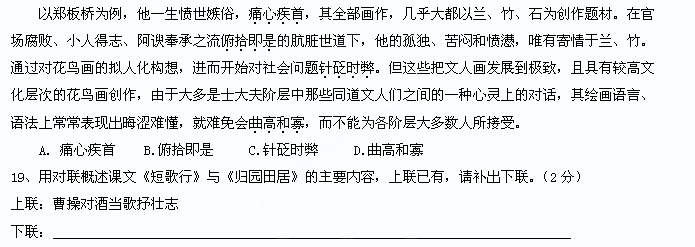 以郑板桥为例，他一生愤世嫉俗，痛心疾首，其全部画作，几乎大都以兰、竹、石为创作题材。在官
场腐败、小人得志、阿谀奉承之流俯拾即是的肮脏世道下，他的孤独、苦闷和愤懑，唯有寄情于兰、竹。
通过对花鸟画的拟人化构想，进而开始对社会问题针砭时弊。但这些把文人画发展到极致，且具有较高文
化层次的花鸟画创作，由于大多是士大夫阶层中那些同道文人们之间的一种心灵上的对话，其绘画语言、
语法上常常表现出晦涩难懂，就难免会曲高和寡，而不能为各阶层大多数人所接受。
A. 痛心疾首 B.俯拾即是 C.针砭时弊 D.曲高和寡
19、用对联概述课文《短歌行》与《归园田居》的主要内容，上联已有，请补出下联。（2 分）
上联：曹操对酒当歌抒壮志
下联：